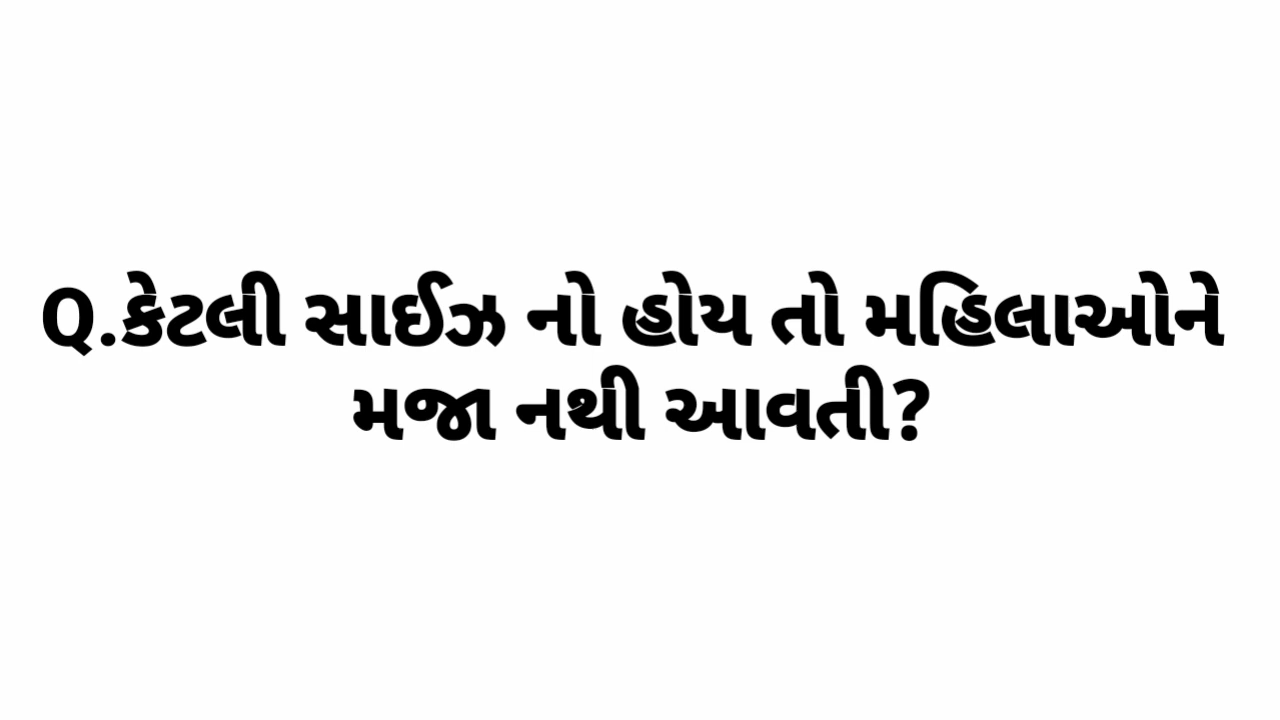 Q.કેટલી સાઈઝ નો હોય તો મહિલાઓને
મજા નથી આવતી?